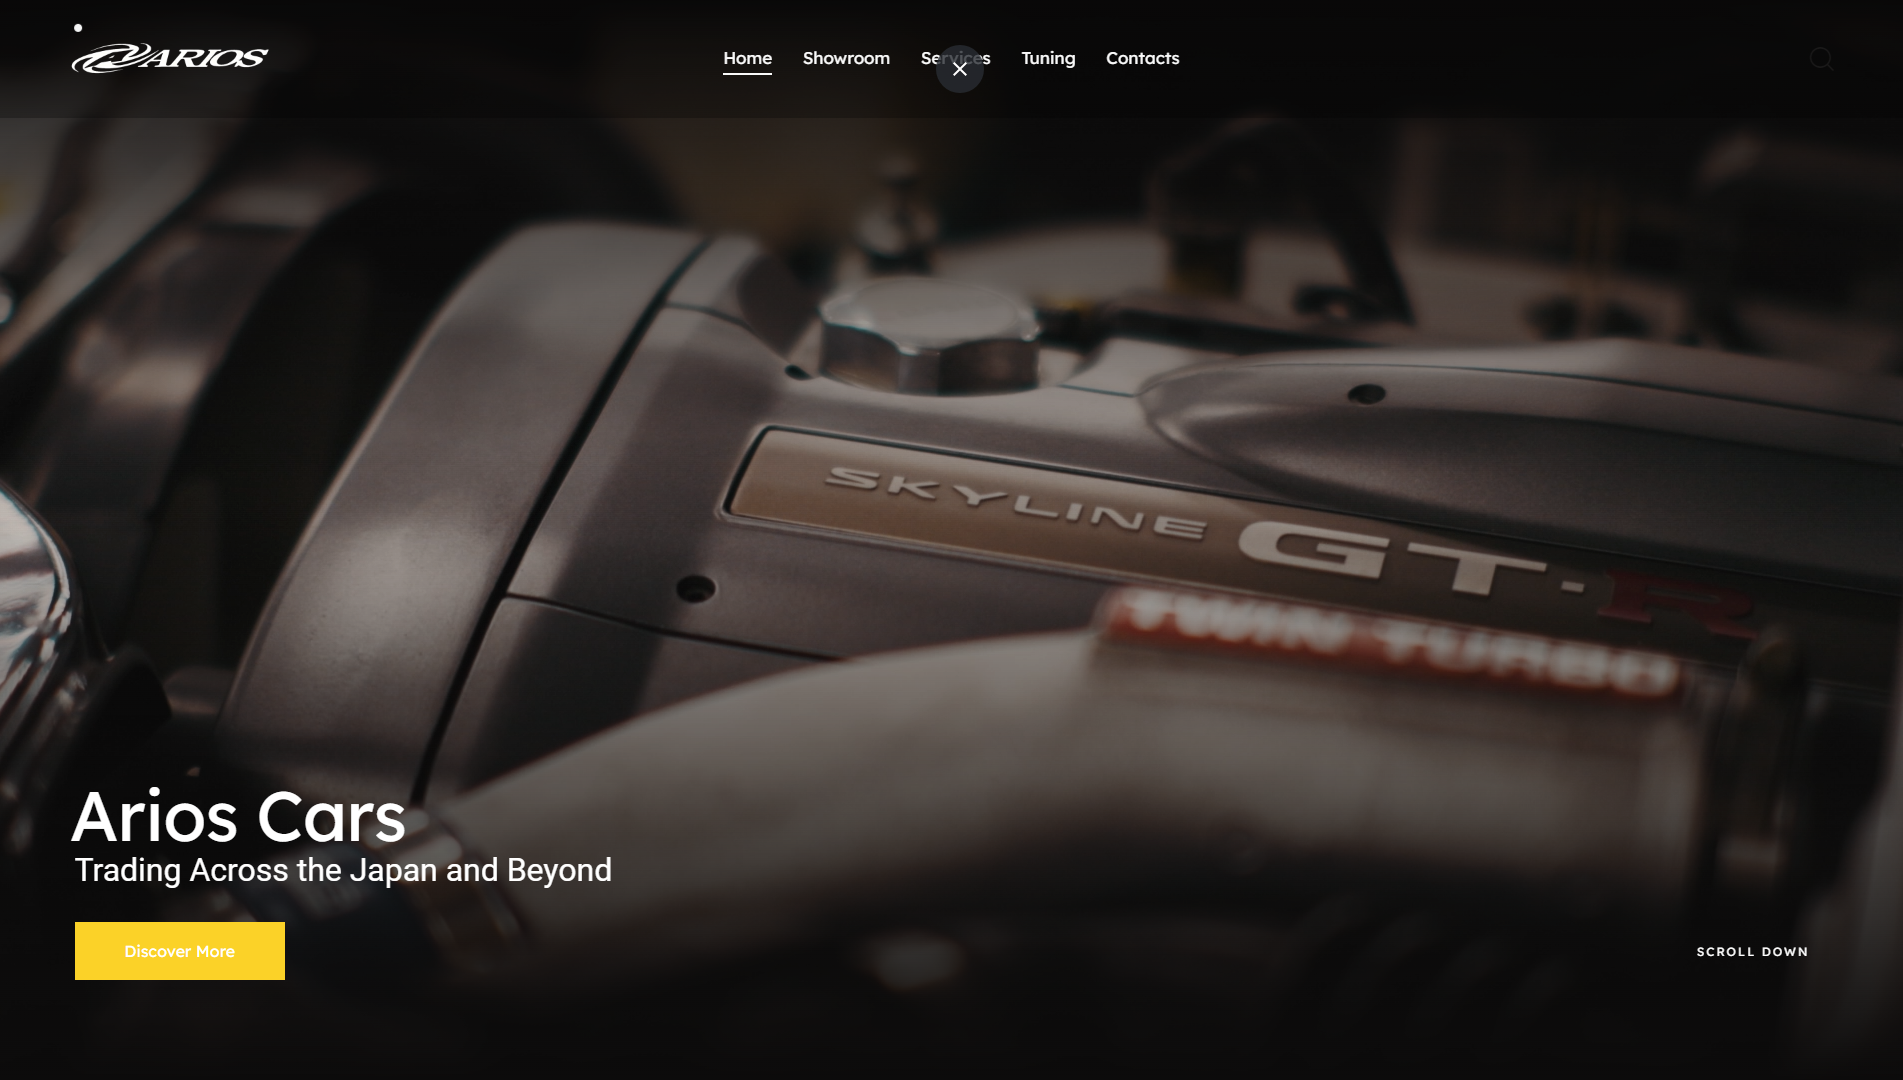 ARIOS
Home
Showroom
Services
Tuning
Contacts
SKYLINE GT-R
TWIN TURBO
Arios Cars
Trading Across the Japan and Beyond
Discover More
SCROLL DOWN